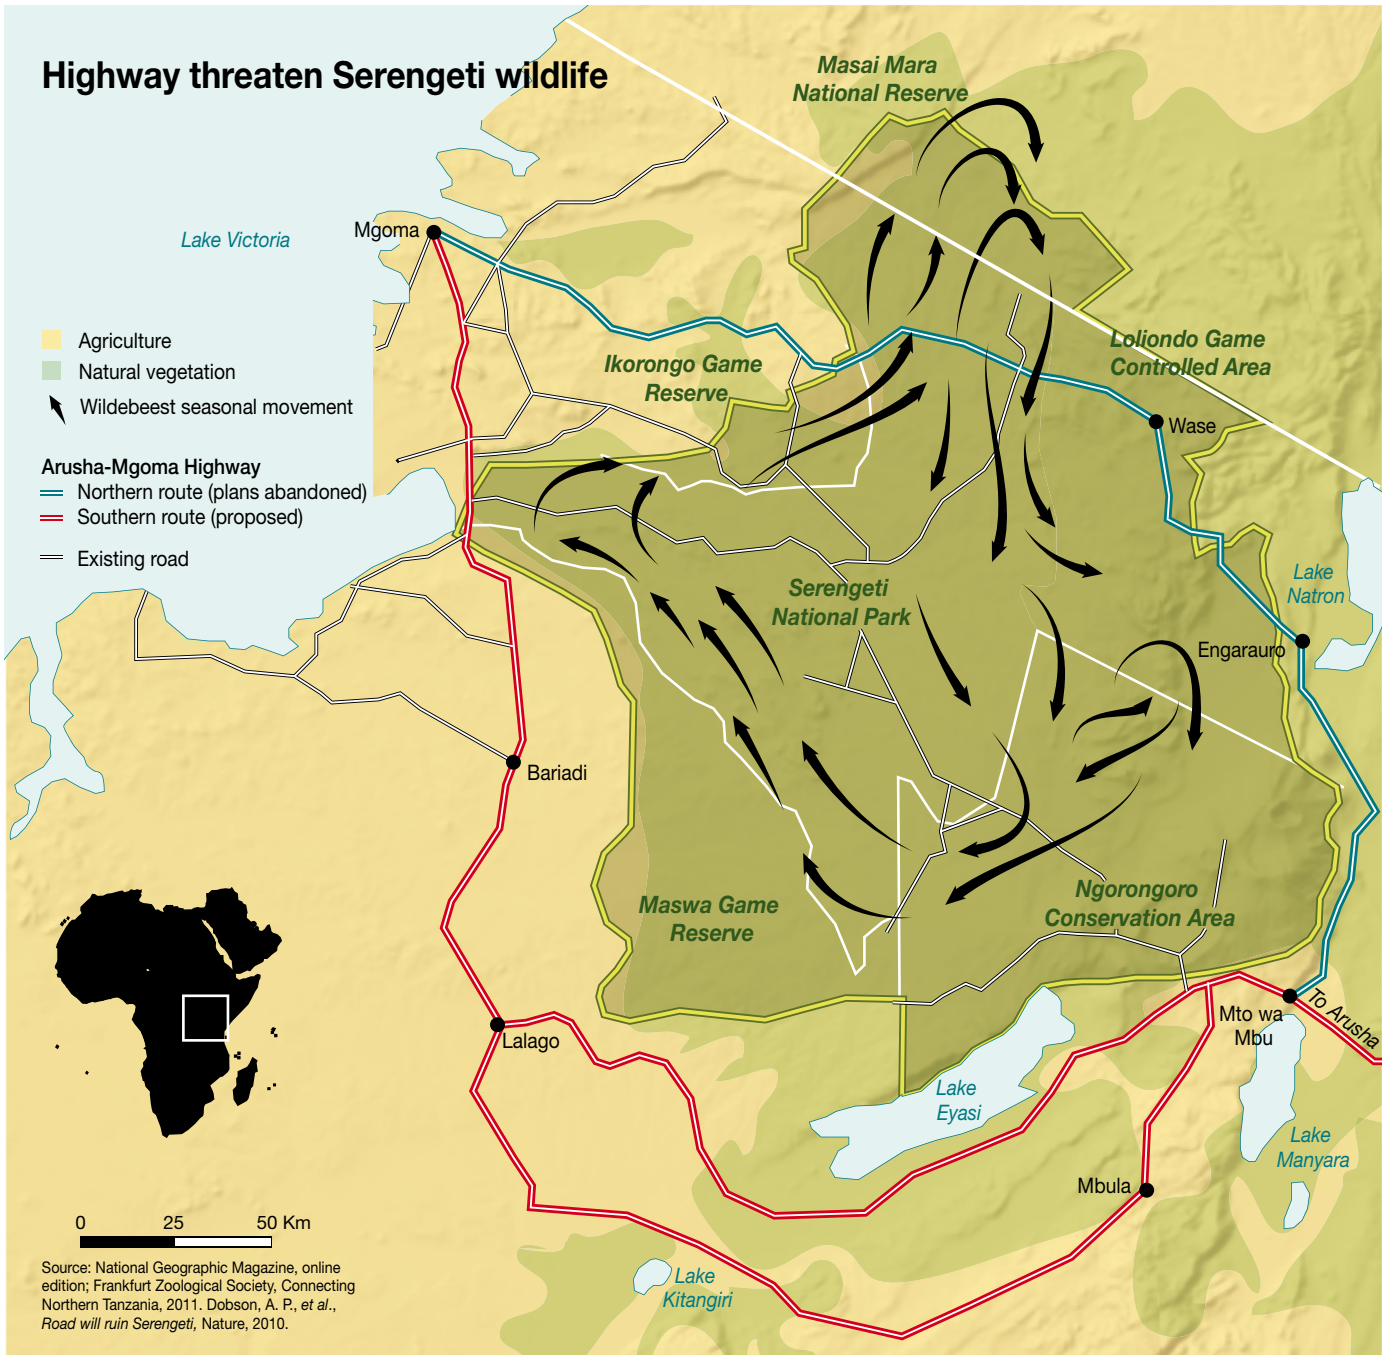 Highway threaten Serengeti wildlife
Masai Mara
National Reserve
Mgoma
Lake Victoria
Agriculture
Natural vegetation
Wildebeest seasonal movement
Arusha-Mgoma Highway
Northern route (plans abandoned)
Southern route (proposed)
Existing road
Ikorongo Game
Reserve
Loliondo Game
Controlled Area
Wase
Serengeti
National Park
Lake
Natron
Engarauro
Bariadi
Maswa Game
Reserve
Ngorongoro
Conservation Area
Lalago
Mto wa
Mbu
To Arusha
Lake
Eyasi
Lake
Manyara
Mbula
Lake
Kitangiri
0 25 50 Km
Source: National Geographic Magazine, online
edition; Frankfurt Zoological Society, Connecting
Northern Tanzania, 2011. Dobson, A. P., et al.,
Road will ruin Serengeti, Nature, 2010.